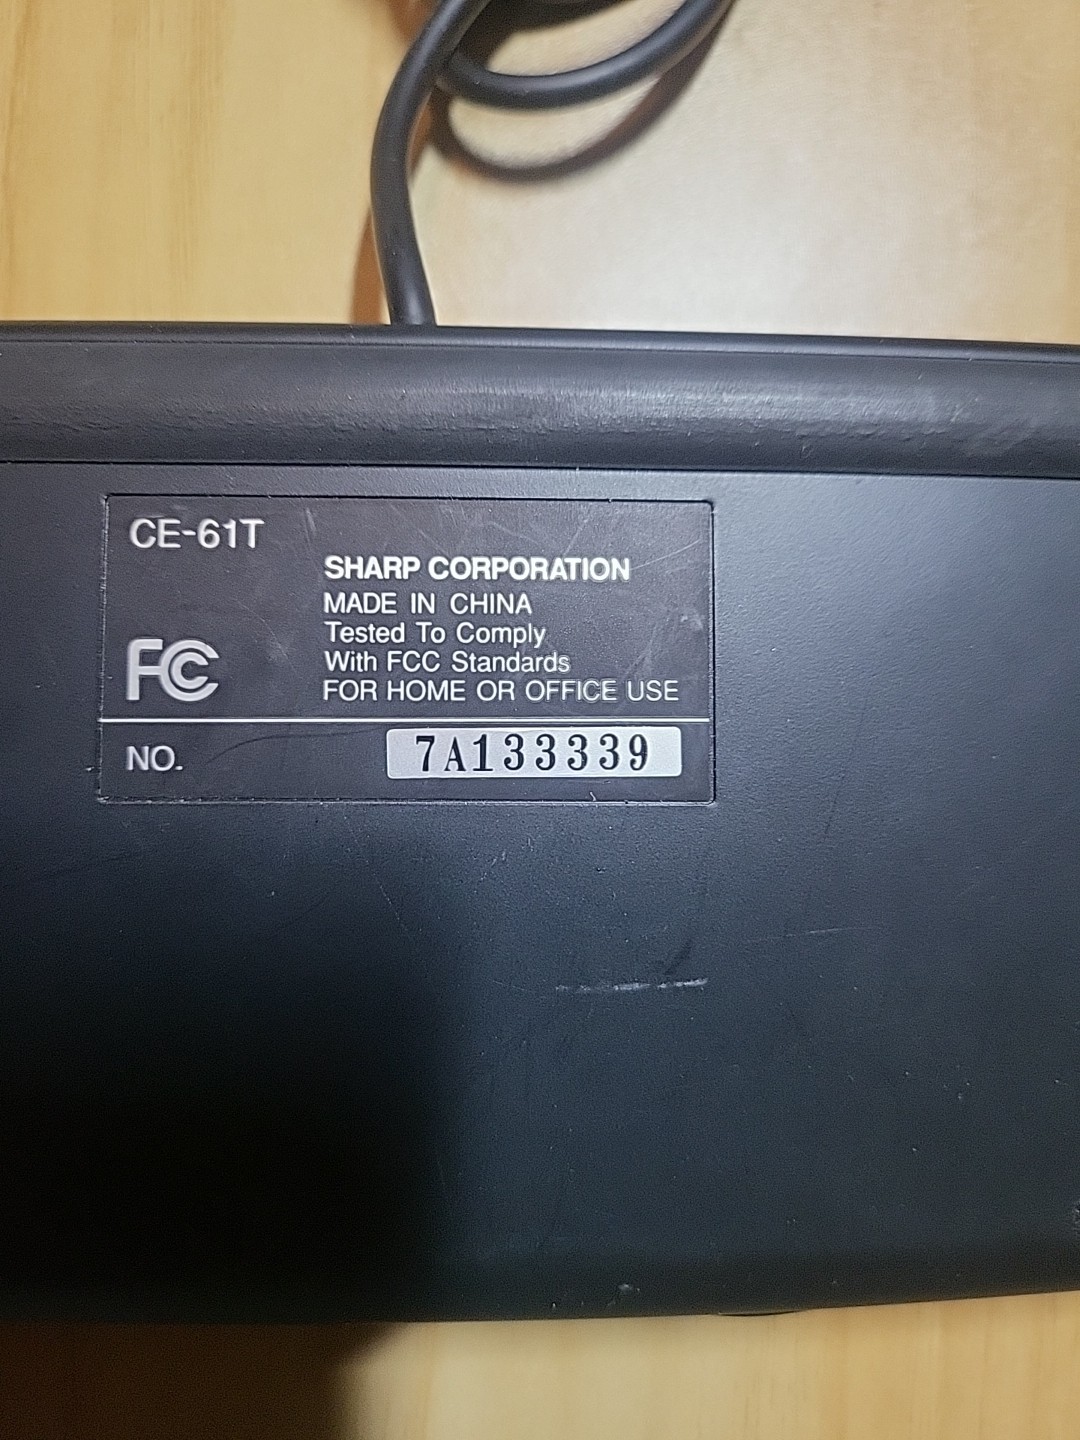 CE-61T
SHARP CORPORATION
MADE IN CHINA
Tested To Comply
With FCC Standards
FOR HOME OR OFFICE USE
FC
NO. 7A133339